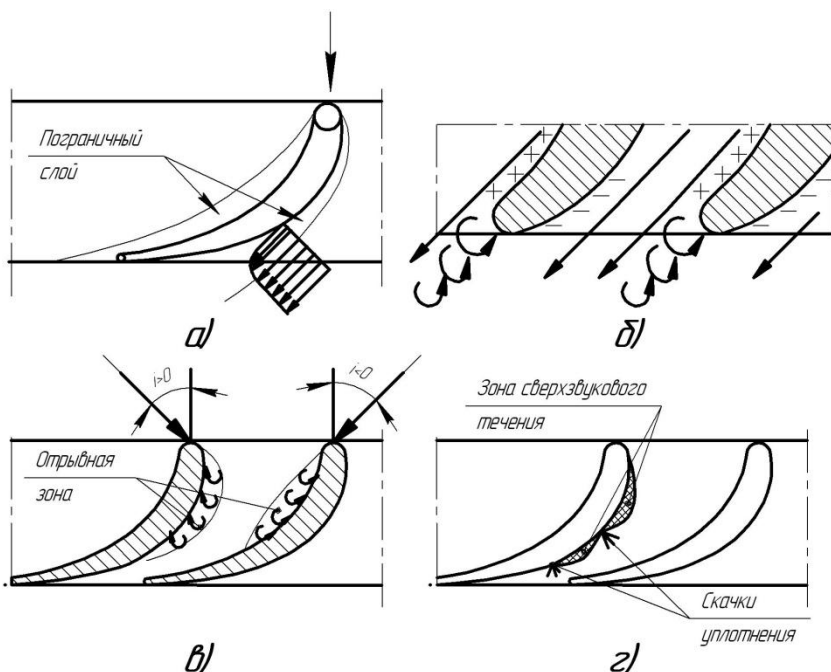 Пограничный
слой
а)
б)
i>0
i<0
Отрывная
зона
в)
Зона сверхзвукового
течения
Скачки
уплотнения
г)